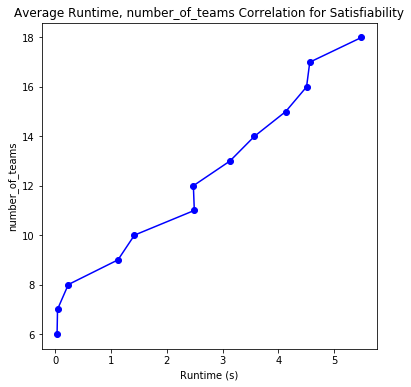 Average Runtime, number_of_teams Correlation for Satisfiability
18
16
14
12
10
8
6
number_of_teams
0 1 2 3 4 5
Runtime (s)